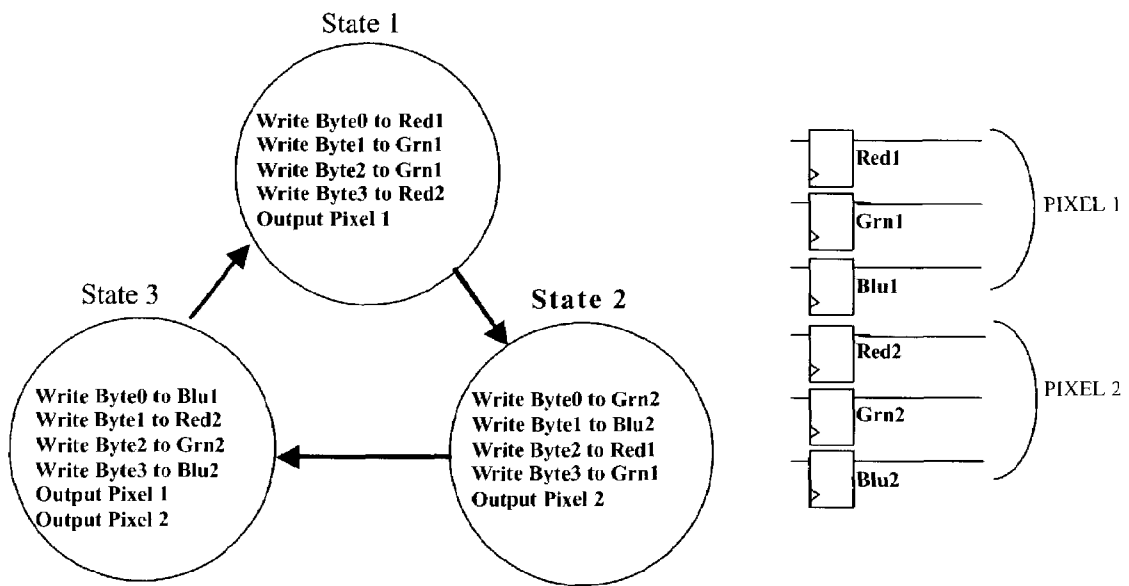 State 1
Write Byte0 to Red1
Write Byte1 to Grn1
Write Byte2 to Grn1
Write Byte3 to Red2
Output Pixel 1
State 2
Write Byte0 to Grn2
Write Byte1 to Blu2
Write Byte2 to Red1
Write Byte3 to Grn1
Output Pixel 2
State 3
Write Byte0 to Blu1
Write Byte1 to Red2
Write Byte2 to Grn2
Write Byte3 to Blu2
Output Pixel 1
Output Pixel 2
Red1
Grn1
Blu1
PIXEL 1
Red2
Grn2
Blu2
PIXEL 2